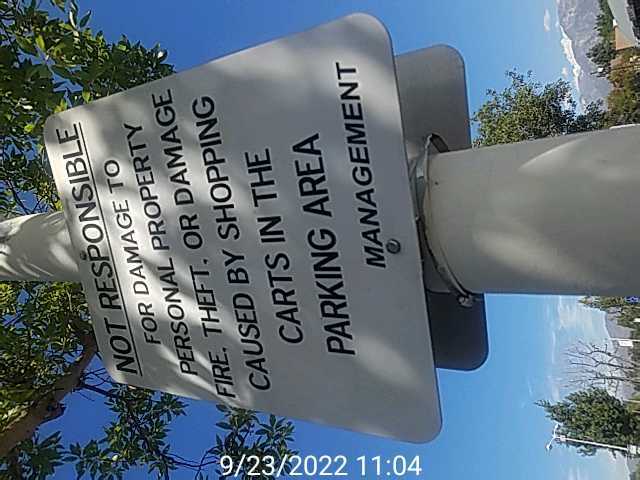 NOT RESPONSIBLE
FOR DAMAGE TO
PERSONAL PROPERTY
FIRE, THEFT, OR DAMAGE
CAUSED BY SHOPPING
CARTS IN THE
PARKING AREA
MANAGEMENT
9/23/2022 11:04